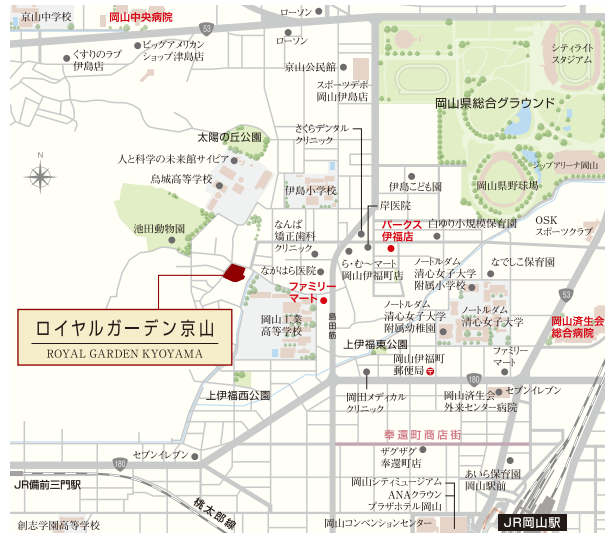 京山中学校
岡山中央病院
53
ローソン
ローソン
くすりのラブ
伊島店
ビッグアメリカン
ショップ津島店
京山公民館
スポーツデポ
岡山伊島店
シティライト
スタジアム
岡山県総合グラウンド
太陽の丘公園
さくらデンタル
クリニック
人と科学の未来館サイピア
烏城高等学校
伊島小学校
伊島こども園
岡山県野球場
ジップアリーナ岡山
N
岸医院
池田動物園
なんば
矯正歯科
クリニック
パークス
伊福店
白ゆり小規模保育園
OSK
スポーツクラブ
ながはら医院
ら・む〜マート
岡山伊福町店
ノートルダム
清心女子大学
附属小学校
なでしこ保育園
ファミリー
マート
53
ロイヤルガーデン京山
ROYAL GARDEN KYOYAMA
岡山工業
高等学校
島田筋
ノートルダム
清心女子大学
附属幼稚園
ノートルダム
清心女子大学
岡山済生会
総合病院
上伊福東公園
岡山伊福町
郵便局
〒
ファミリー
マート
180
上伊福西公園
岡田メディカル
クリニック
岡山済生会
外来センター病院
セブンイレブン
奉還町商店街
セブンイレブン
180
ザグザグ
奉還町店
あいら保育園
岡山駅前
JR備前三門駅
桃太郎線
岡山シティミュージアム
ANAクラウン
プラザホテル岡山
創志学園高等学校
岡山コンベンションセンター
JR岡山駅